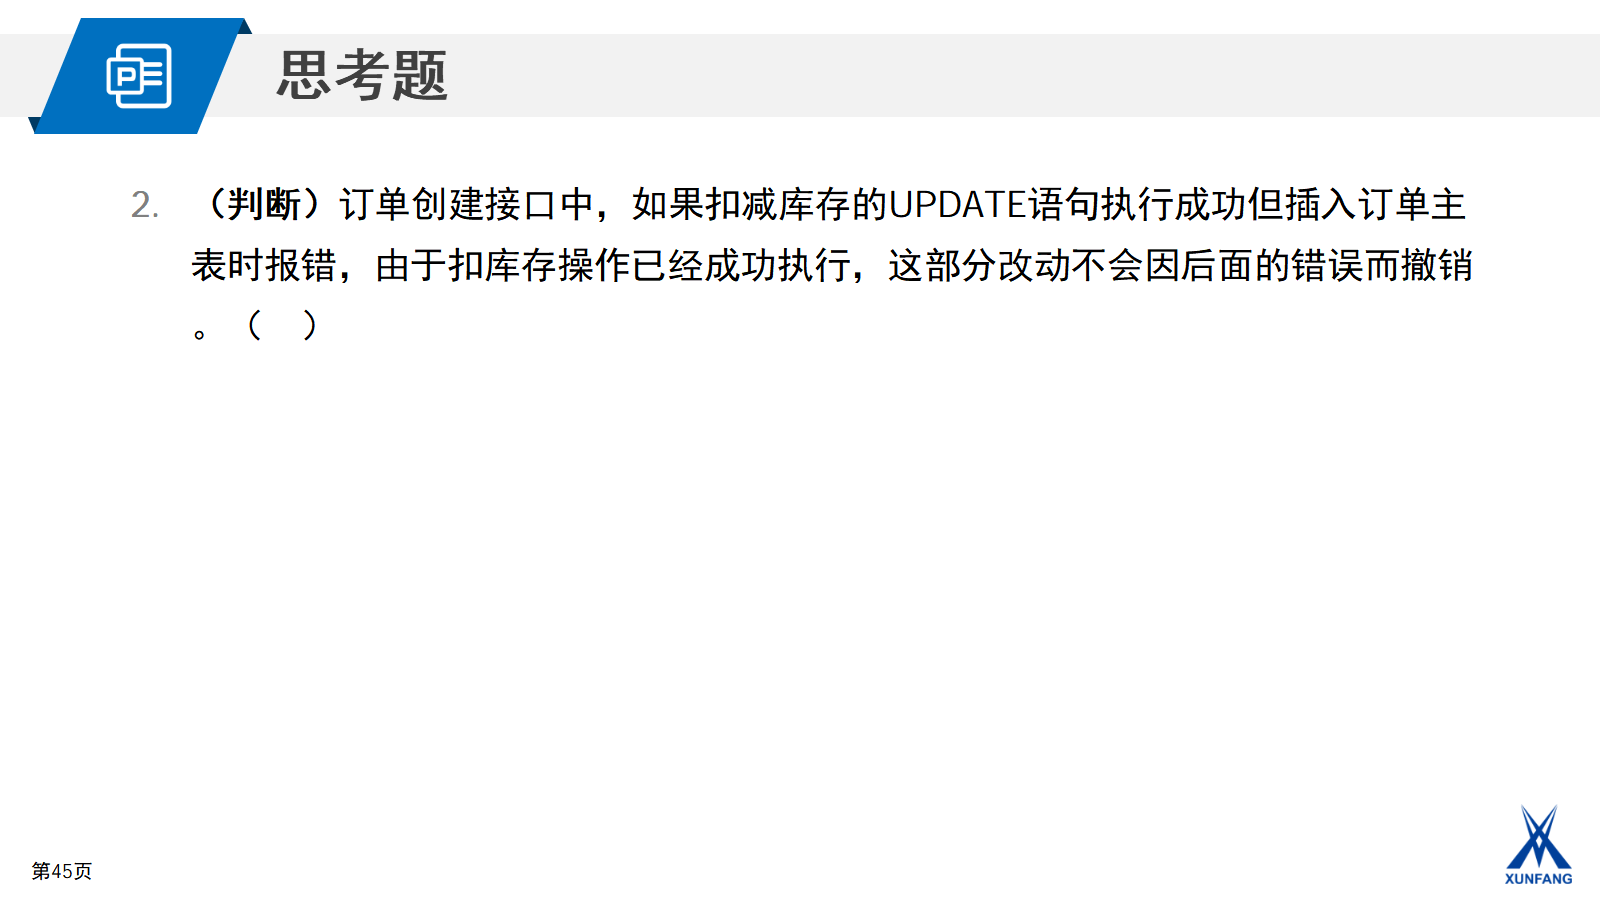 思考题
2. （判断）订单创建接口中，如果扣减库存的UPDATE语句执行成功但插入订单主
表时报错，由于扣库存操作已经成功执行，这部分改动不会因后面的错误而撤销
。（　）
第45页
XUNFANG